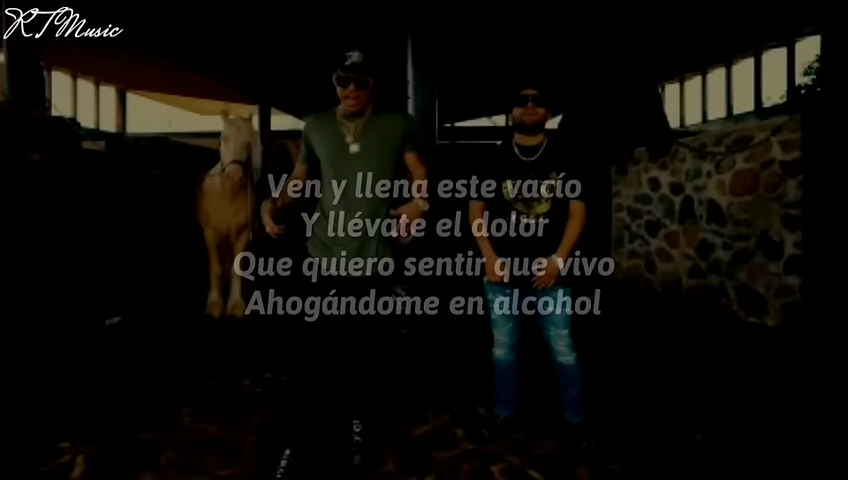 RTMusic
Ven y llena este vacío
Y llévate el dolor
Que quiero sentir que vivo
Ahogándome en alcohol